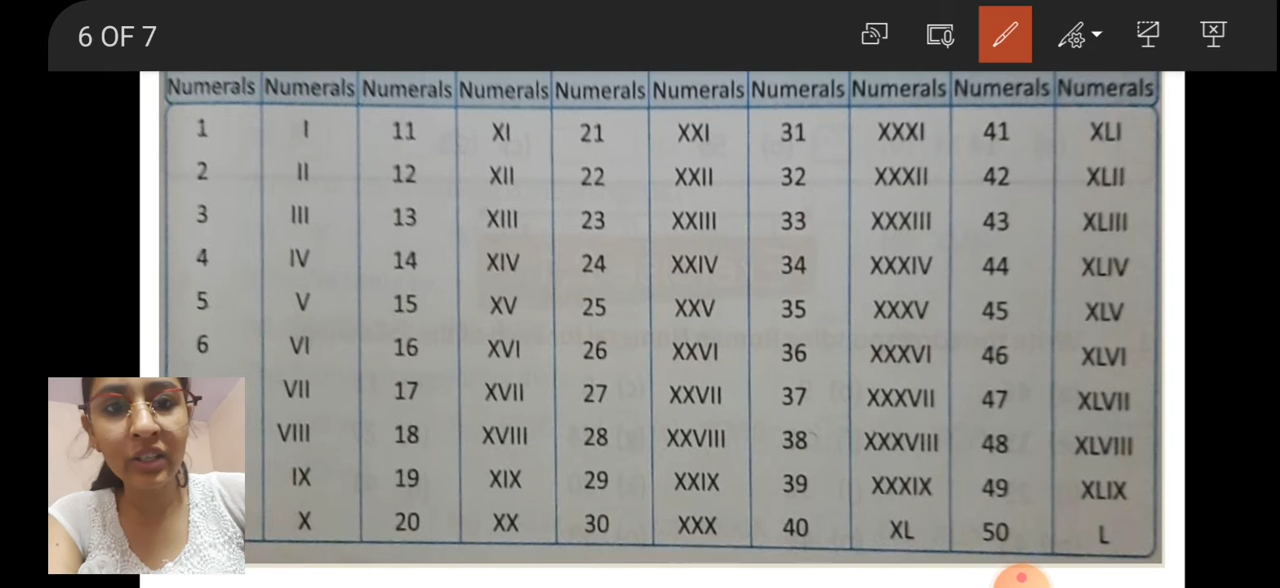 6 OF 7
Numerals Numerals Numerals Numerals Numerals Numerals Numerals Numerals Numerals Numerals
1 I 11 XI 21 XXI 31 XXXI 41 XLI
2 II 12 XII 22 XXII 32 XXXII 42 XLII
3 III 13 XIII 23 XXIII 33 XXXIII 43 XLIII
4 IV 14 XIV 24 XXIV 34 XXXIV 44 XLIV
5 V 15 XV 25 XXV 35 XXXV 45 XLV
6 VI 16 XVI 26 XXVI 36 XXXVI 46 XLVI
VII 17 XVII 27 XXVII 37 XXXVII 47 XLVII
VIII 18 XVIII 28 XXVIII 38 XXXVIII 48 XLVIII
IX 19 XIX 29 XXIX 39 XXXIX 49 XLIX
X 20 XX 30 XXX 40 XL 50 L